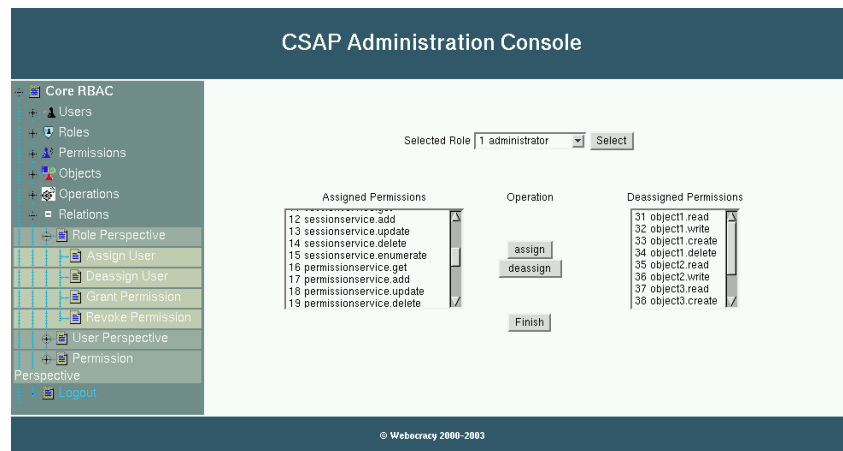 CSAP Administration Console
Core RBAC
Users
Roles
Permissions
Objects
Operations
Relations
Role Perspective
Assign User
Deassign User
Grant Permission
Revoke Permission
User Perspective
Permission
Perspective
Logout
Selected Role 1 administrator Select
Assigned Permissions
12 sessionservice.add
13 sessionservice.update
14 sessionservice.delete
15 sessionservice.enumerate
16 permissionservice.get
17 permissionservice.add
18 permissionservice.update
19 permissionservice.delete
Operation
assign
deassign
Finish
Deassigned Permissions
31 object1.read
32 object1.write
33 object1.create
34 object1.delete
35 object2.read
36 object2.write
37 object3.read
38 object3.create
© Webocracy 2000-2003